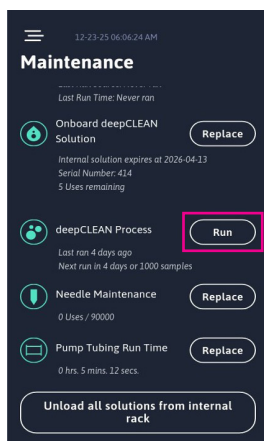 12-23-25 06:06:24 AM
Maintenance
Last Run Time: Never ran
Onboard deepCLEAN
Solution
Replace
Internal solution expires at 2026-04-13
Serial Number: 414
5 Uses remaining
deepCLEAN Process
Run
Last ran 4 days ago
Next run in 4 days or 1000 samples
Needle Maintenance
Replace
0 Uses / 90000
Pump Tubing Run Time
Replace
0 hrs. 5 mins. 12 secs.
Unload all solutions from internal
rack